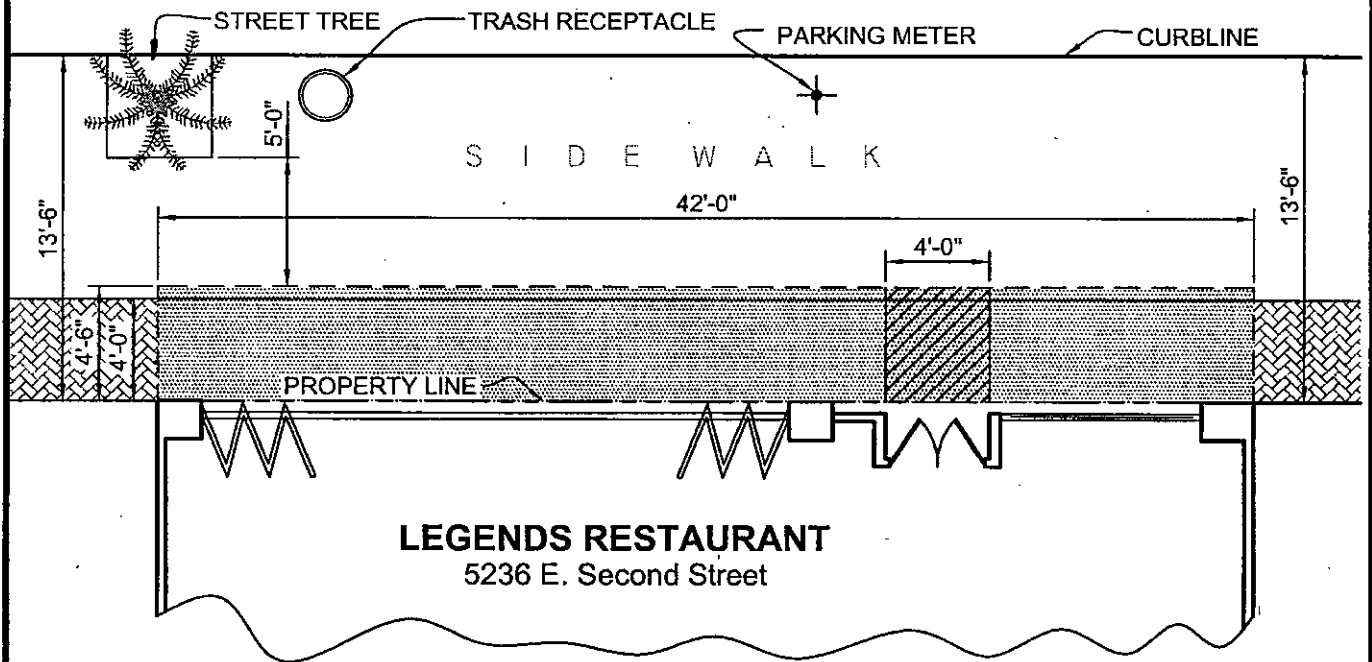 STREET TREE
TRASH RECEPTACLE
PARKING METER
CURBLINE
5'-0"
SIDEWALK
42'-0"
13'-6"
13'-6"
4'-0"
4'-6"
4'-0"
PROPERTY LINE
LEGENDS RESTAURANT
5236 E. Second Street